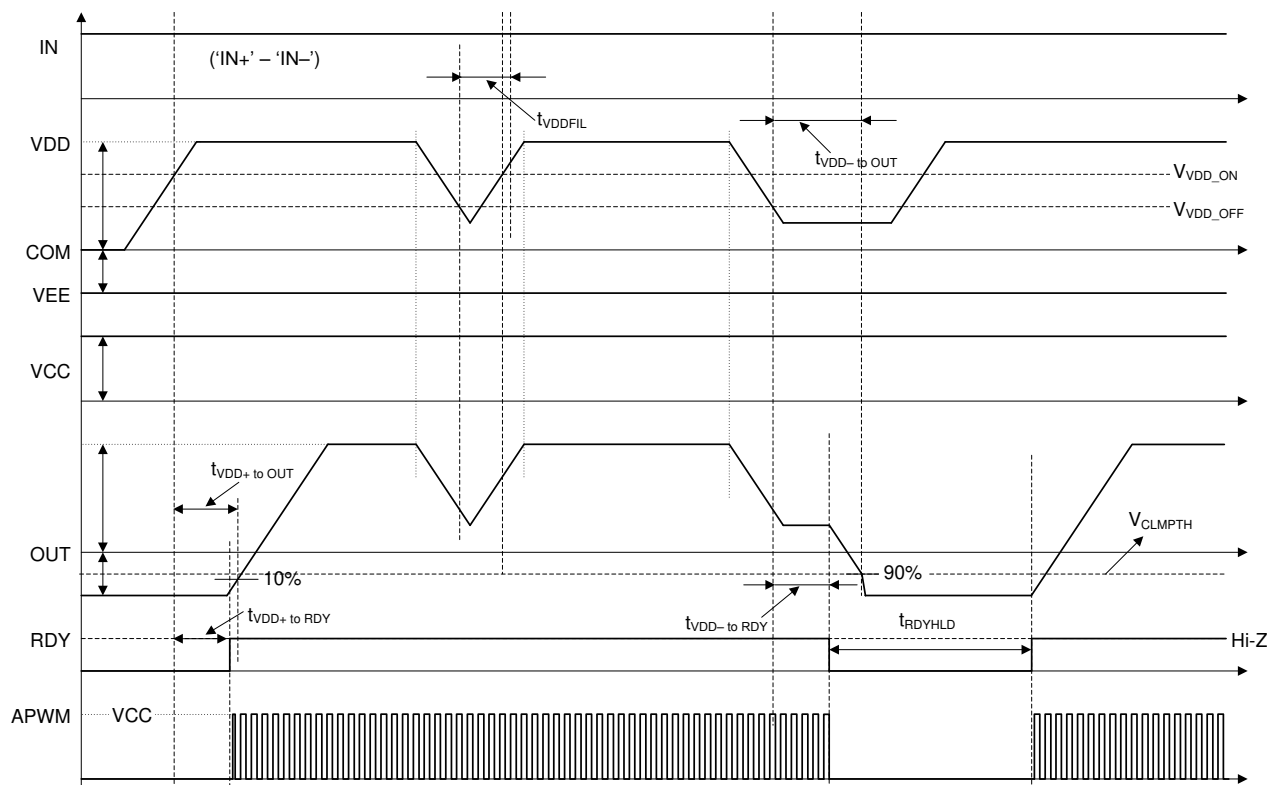 IN
(‘IN+’ – ‘IN–’)
tVDDFIL
VDD
tVDD– to OUT
VVDD_ON
VVDD_OFF
COM
VEE
VCC
tVDD+ to OUT
VCLMPTH
OUT
10%
90%
tVDD+ to RDY
tVDD– to RDY
tRDYHLD
RDY
Hi-Z
APWM
VCC